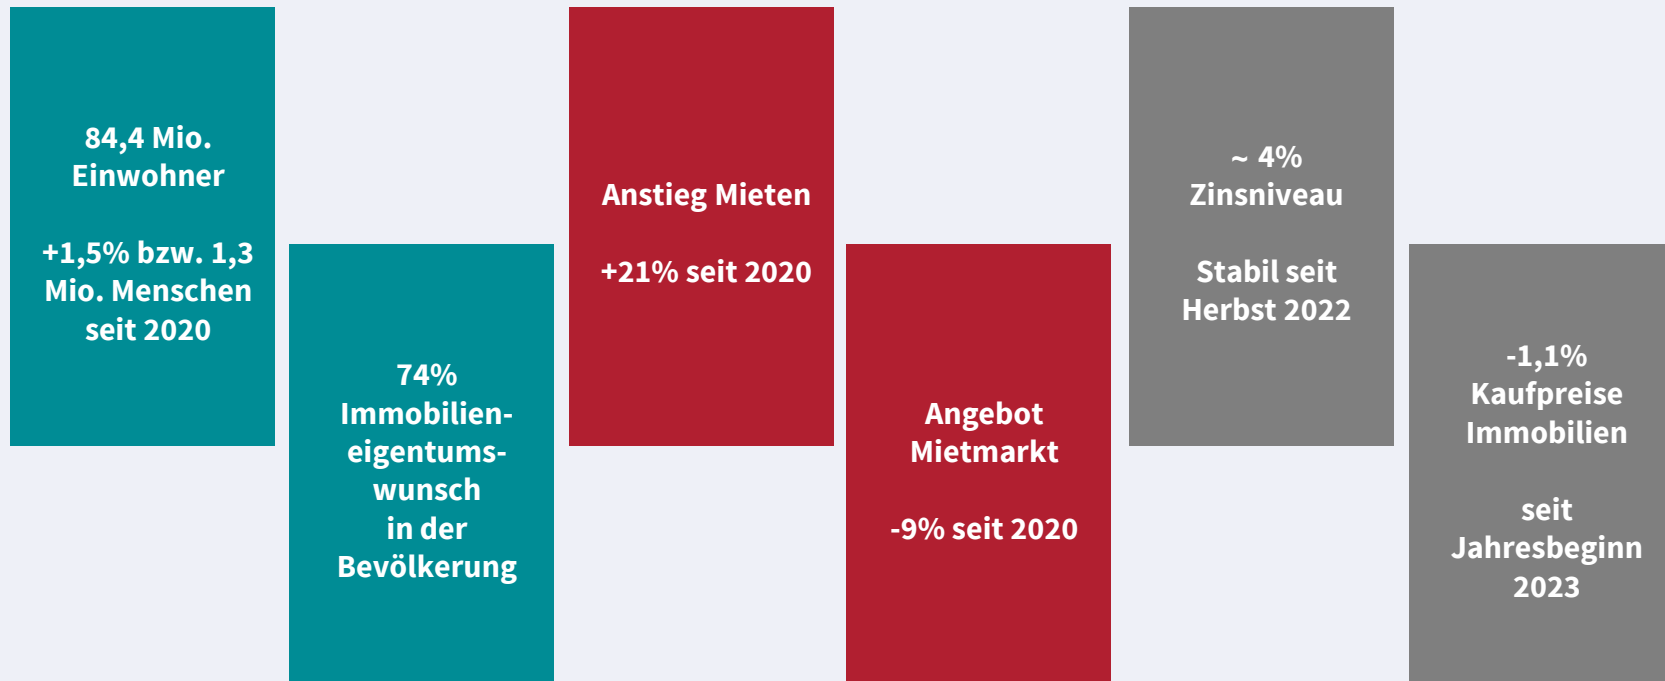 84,4 Mio.
Einwohner
+1,5% bzw. 1,3
Mio. Menschen
seit 2020
74%
Immobilien-
eigentums-
wunsch
in der
Bevölkerung
Anstieg Mieten
+21% seit 2020
Angebot
Mietmarkt
-9% seit 2020
~ 4%
Zinsniveau
Stabil seit
Herbst 2022
-1,1%
Kaufpreise
Immobilien
seit
Jahresbeginn
2023